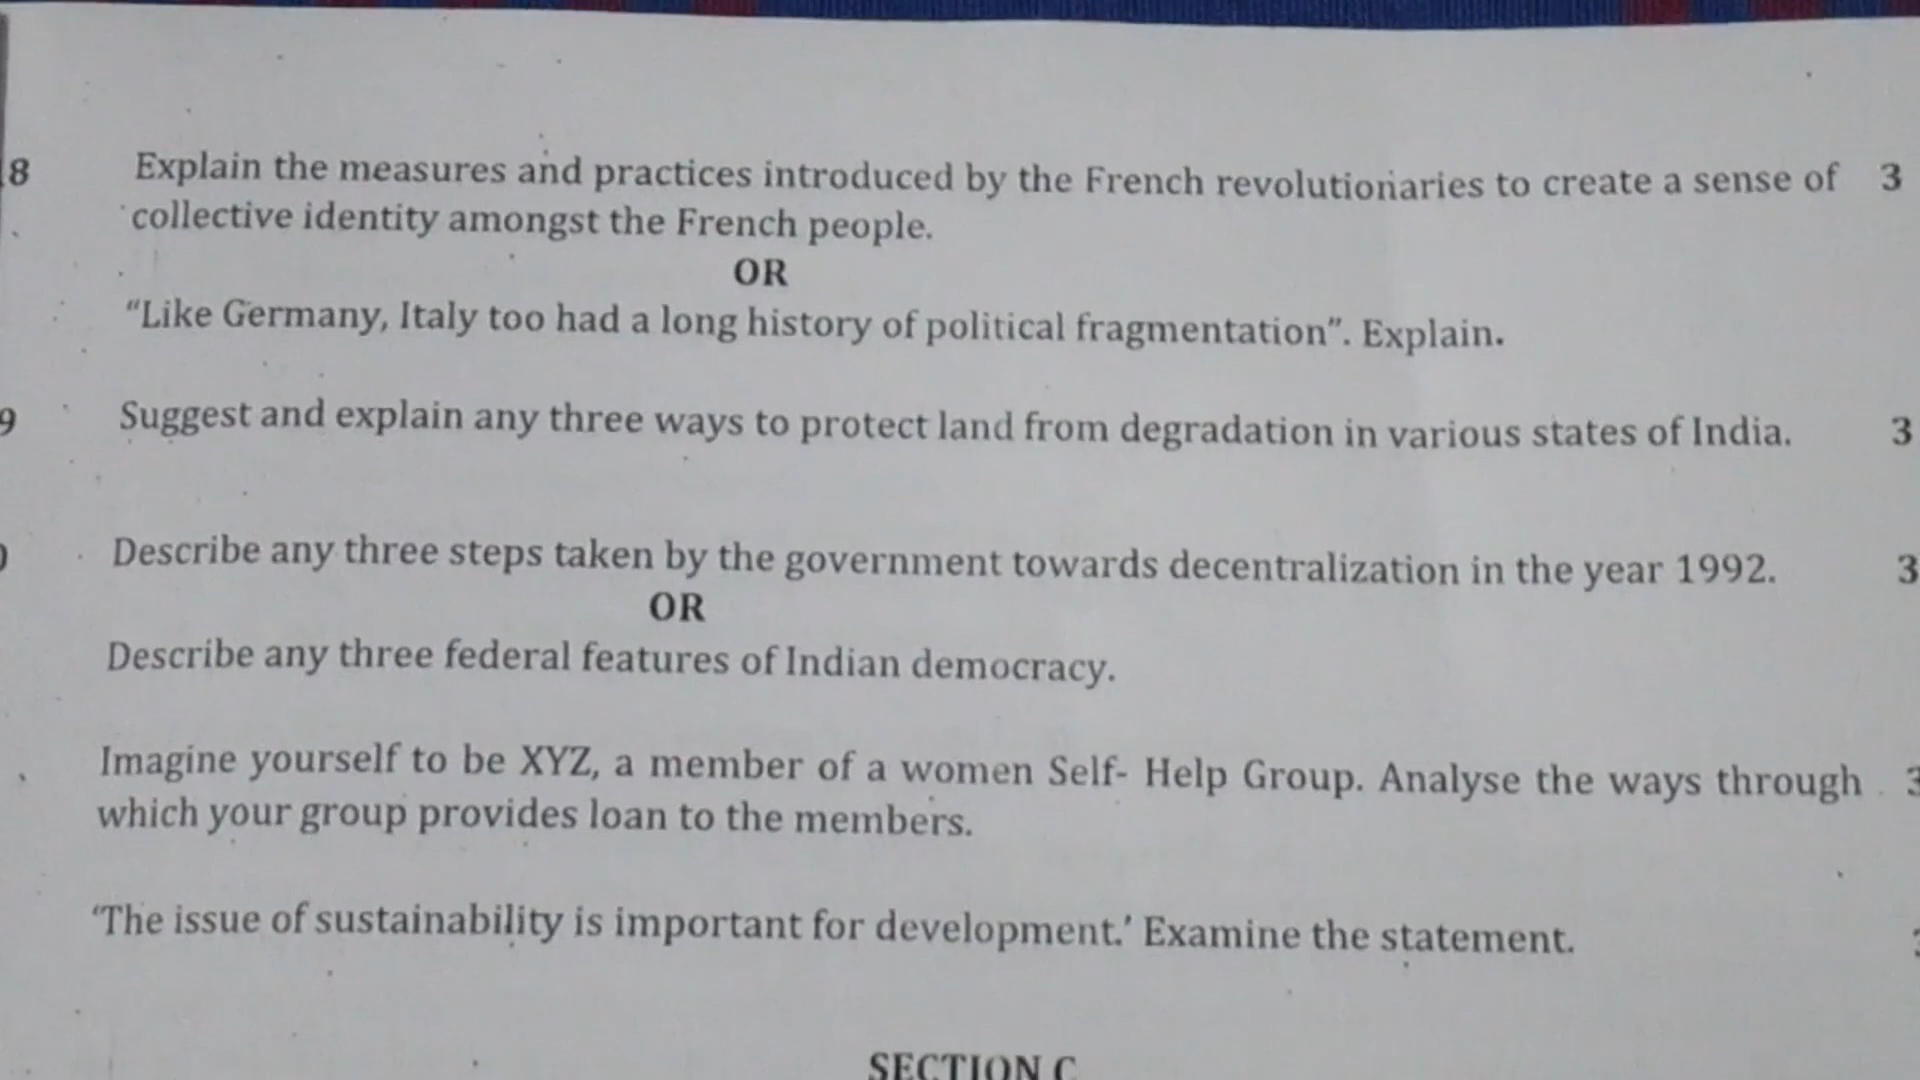 8 Explain the measures and practices introduced by the French revolutionaries to create a sense of 3
collective identity amongst the French people.
OR
“Like Germany, Italy too had a long history of political fragmentation”. Explain.
9 Suggest and explain any three ways to protect land from degradation in various states of India. 3
Describe any three steps taken by the government towards decentralization in the year 1992. 3
OR
Describe any three federal features of Indian democracy.
Imagine yourself to be XYZ, a member of a women Self- Help Group. Analyse the ways through 3
which your group provides loan to the members.
‘The issue of sustainability is important for development.’ Examine the statement.
SECTION C